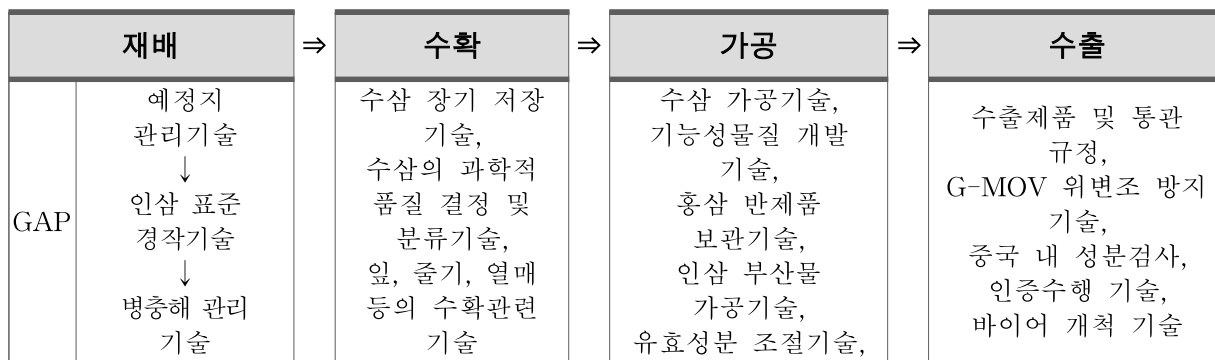 재배 ⇒ 수확 ⇒ 가공 ⇒ 수출
GAP
예정지
관리기술
↓
인삼 표준
경작기술
↓
병충해 관리
기술
수삼 장기 저장
기술,
수삼의 과학적
품질 결정 및
분류기술,
잎, 줄기, 열매
등의 수확관련
기술
수삼 가공기술,
기능성물질 개발
기술,
홍삼 반제품
보관기술,
인삼 부산물
가공기술,
유효성분 조절기술,
수출제품 및 통관
규정,
G-MOV 위변조 방지
기술,
중국 내 성분검사,
인증수행 기술,
바이어 개척 기술